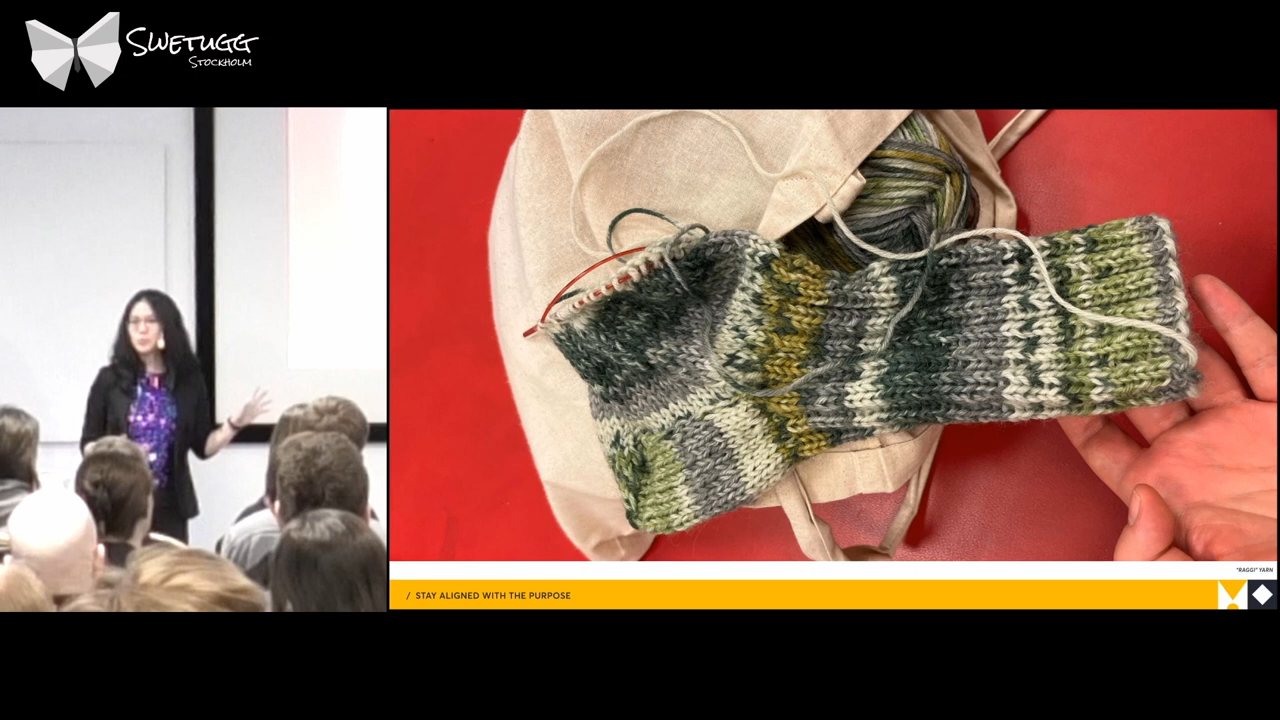 SWETUGG
STOCKHOLM
"RAGGI" YARN
/ STAY ALIGNED WITH THE PURPOSE